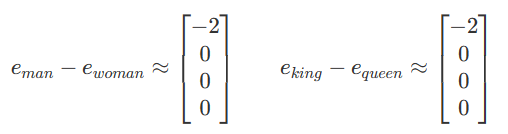 e_man − e_woman ≈ [−2 0 0 0]
e_king − e_queen ≈ [−2 0 0 0]